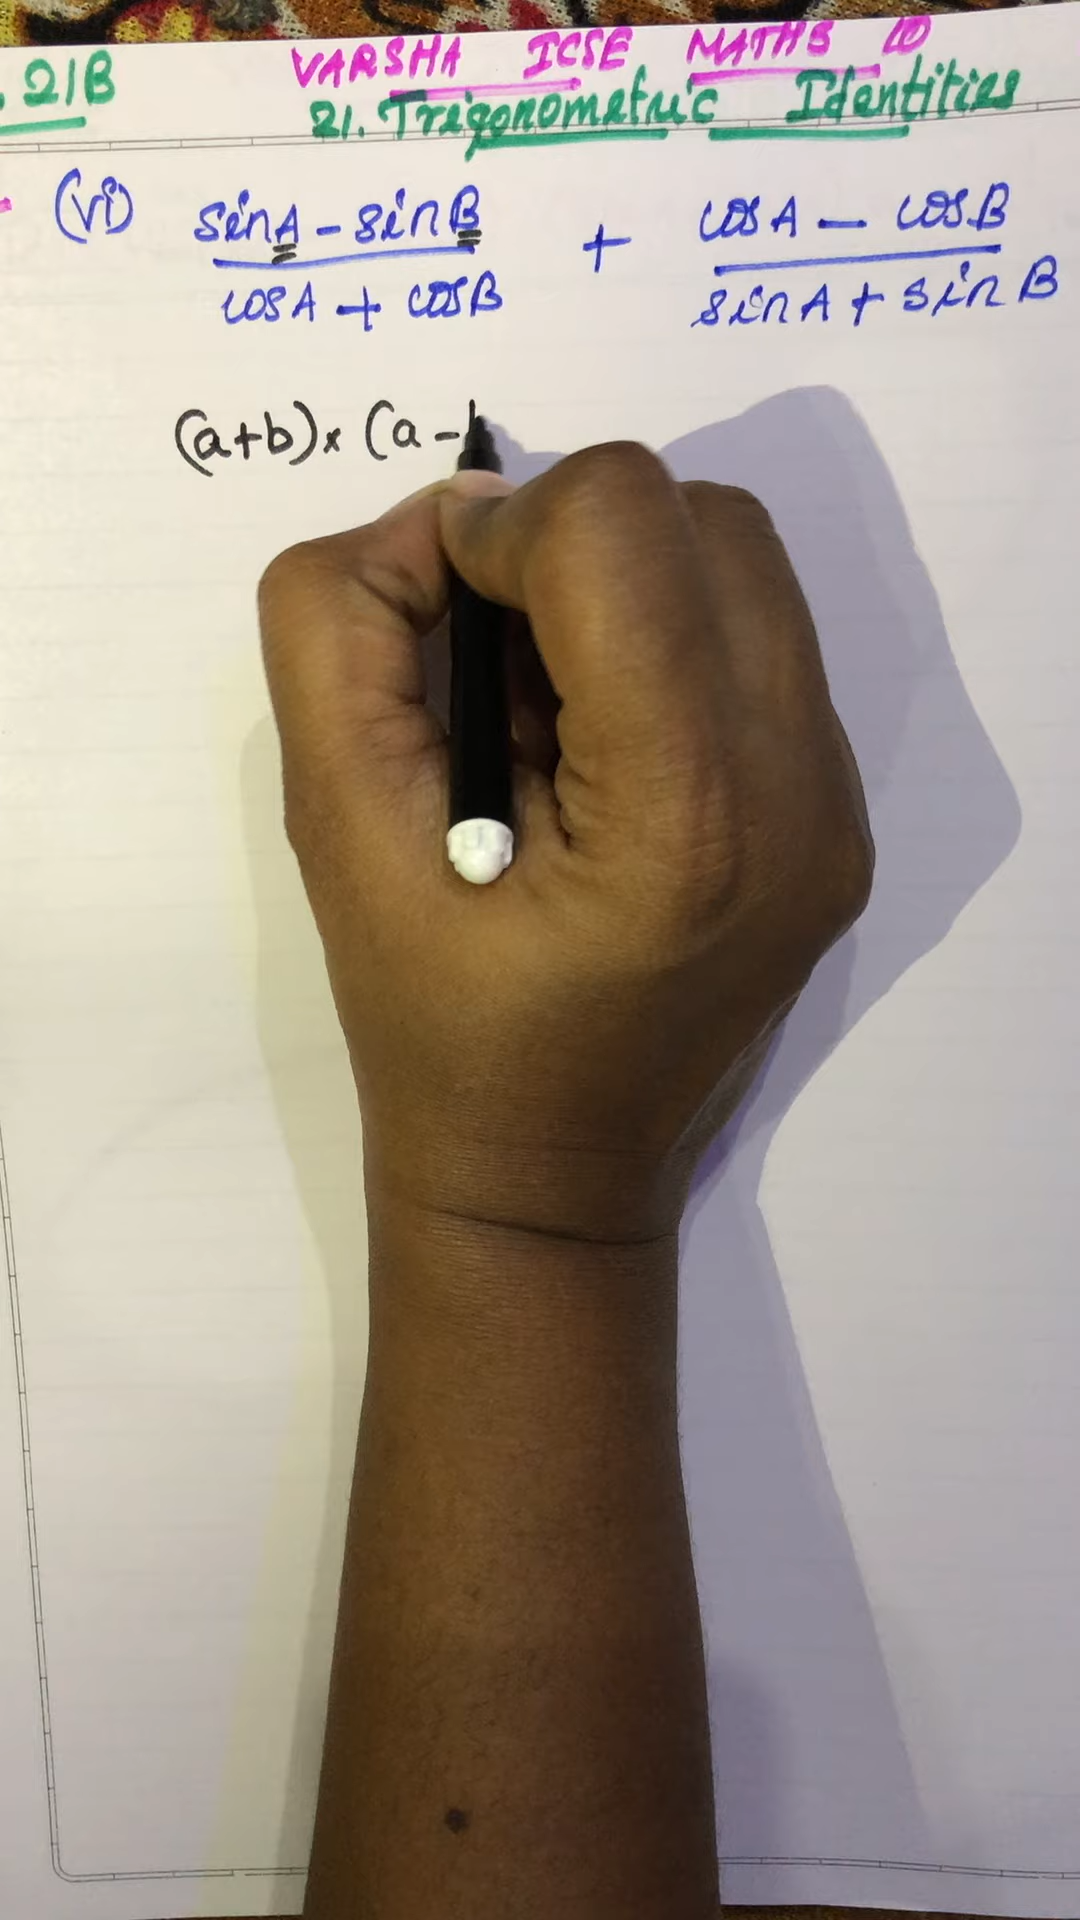 VARSHA ICSE MATHS 10
21B
21. Trigonometric Identities
(vi) sinA - sinB / cosA + cosB + cosA - cosB / sinA + sinB
(a+b)x (a -